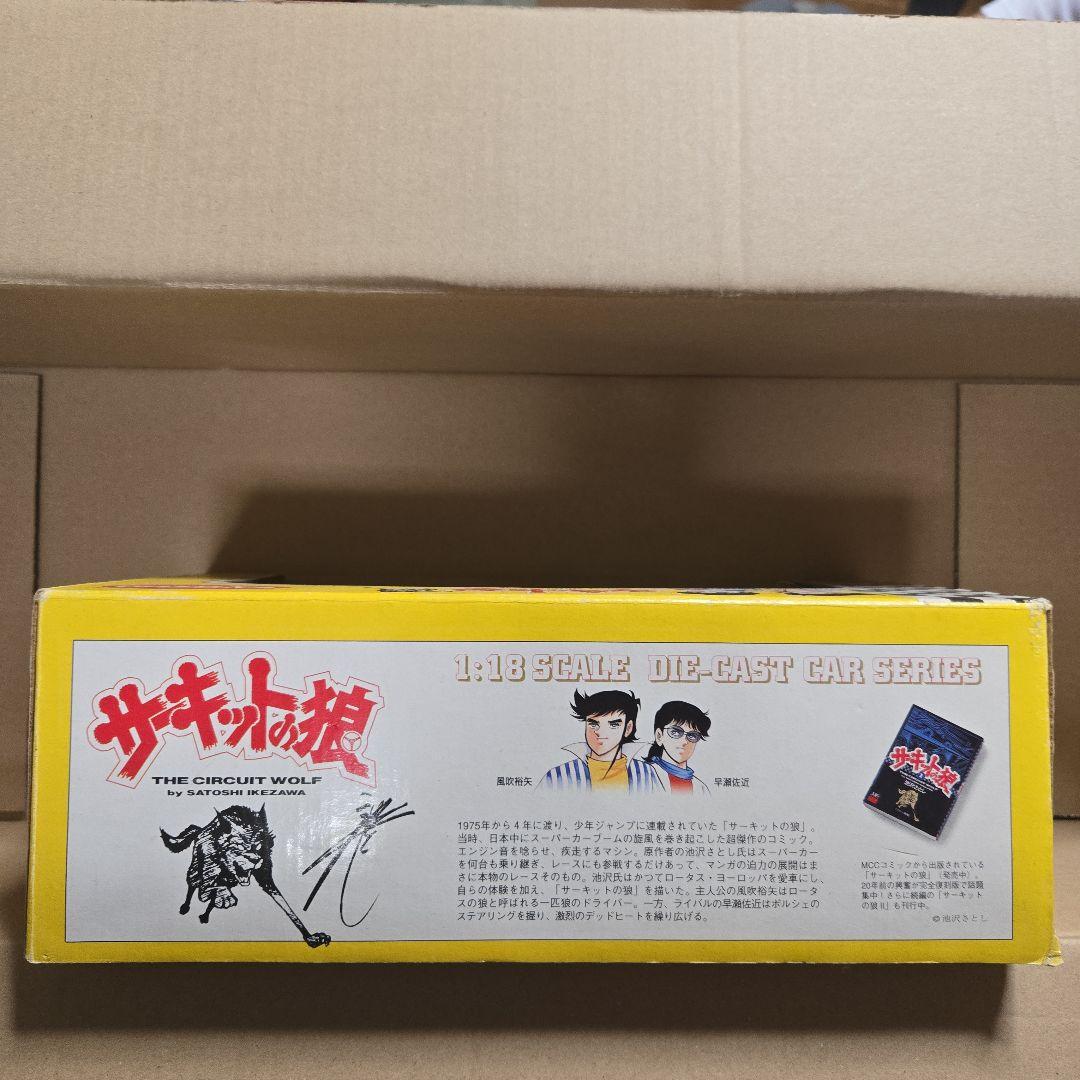 サーキットの狼
THE CIRCUIT WOLF
by SATOSHI IKEZAWA
1:18 SCALE DIE-CAST CAR SERIES
風吹裕矢
早瀬佐近
1975年から4年に渡り、少年ジャンプに連載されていた「サーキットの狼」。
当時、日本中にスーパーカーブームの旋風を巻き起こした超傑作のコミック。
エンジン音を唸らせ、疾走するマシン。原作者の池沢さとし氏はスーパーカー
を何台も乗り継ぎ、レースにも参戦するだけあって、マンガの迫力の展開はま
さに本物のレースそのもの。池沢氏はかつてロータス・ヨーロッパを愛車にし、
自らの体験を加え、「サーキットの狼」を描いた。主人公の風吹裕矢はロータ
スの狼と呼ばれる一匹狼のドライバー。一方、ライバルの早瀬佐近はポルシェの
ステアリングを握り、激烈のデッドヒートを繰り広げる。
サーキットの狼
MCCコミックから出版されている
「サーキットの狼」（発売中）。
20年前の興奮が完全復刻版で話題
集中！さらに続編の「サーキット
の狼II」も刊行中。
©池沢さとし